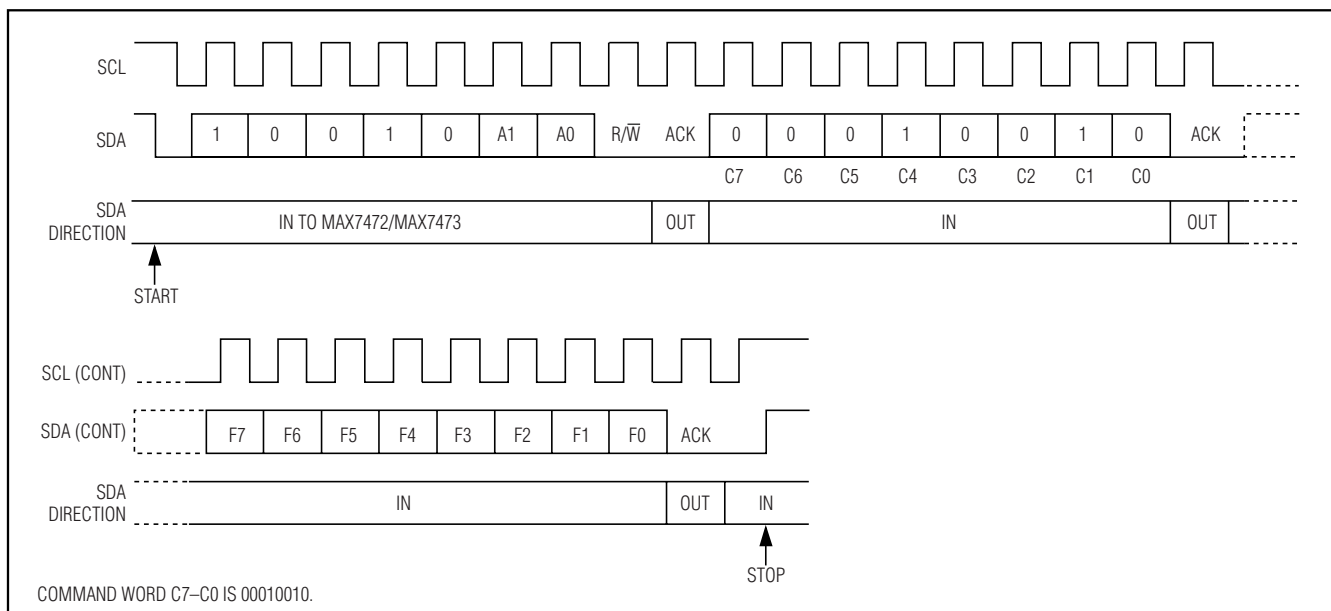 SCL
SDA 1 0 0 1 0 A1 A0 R/W̅ ACK 0 0 0 1 0 0 1 0 ACK
C7 C6 C5 C4 C3 C2 C1 C0
SDA
DIRECTION
IN TO MAX7472/MAX7473 OUT IN OUT
START
SCL (CONT)
SDA (CONT) F7 F6 F5 F4 F3 F2 F1 F0 ACK
SDA
DIRECTION
IN OUT IN
STOP
COMMAND WORD C7–C0 IS 00010010.